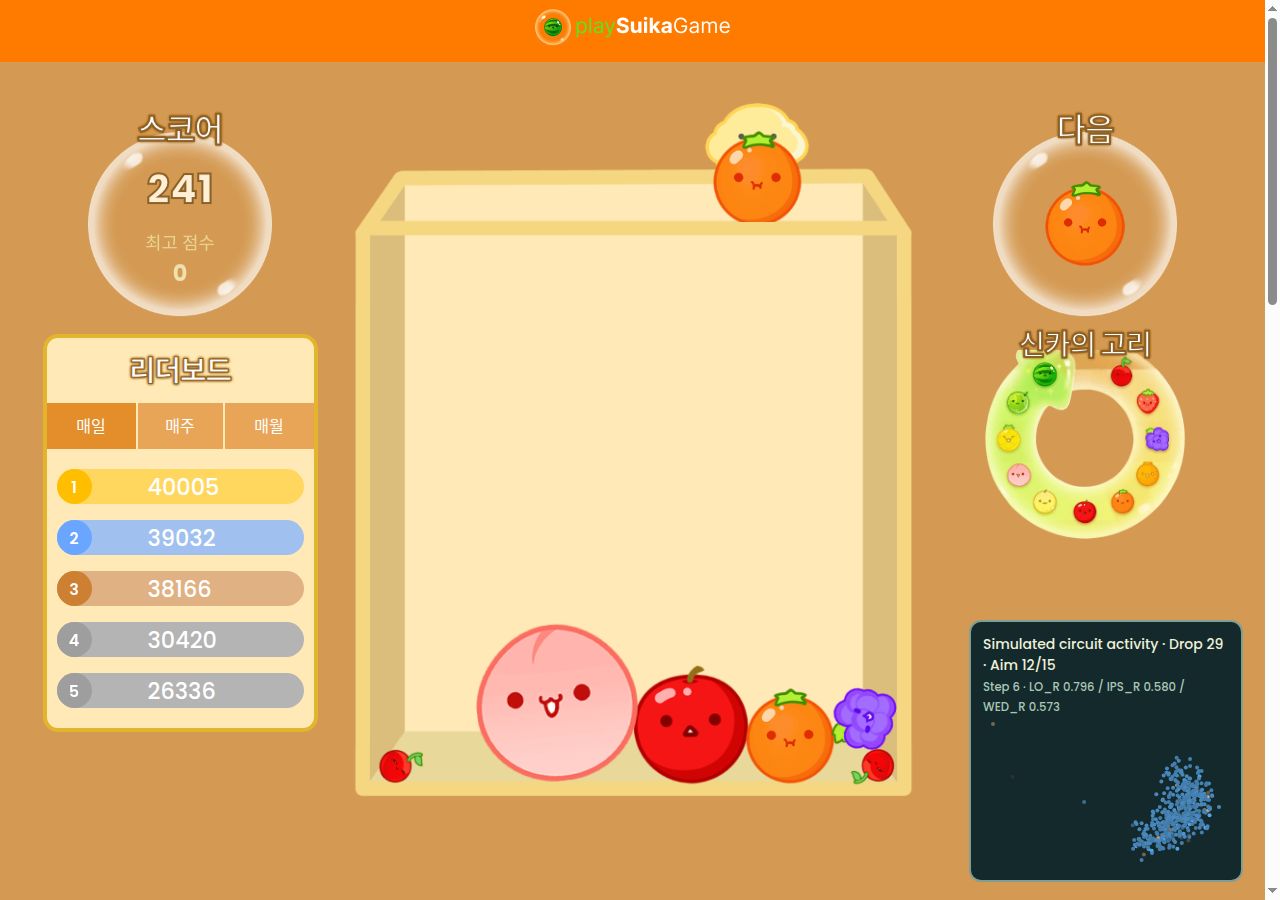 playSuikaGame
스코어
241
최고 점수
0
다음
신카의 고리
리더보드
매일 매주 매월
1 40005
2 39032
3 38166
4 30420
5 26336
Simulated circuit activity · Drop 29
· Aim 12/15
Step 6 · LO_R 0.796 / IPS_R 0.580 /
WED_R 0.573